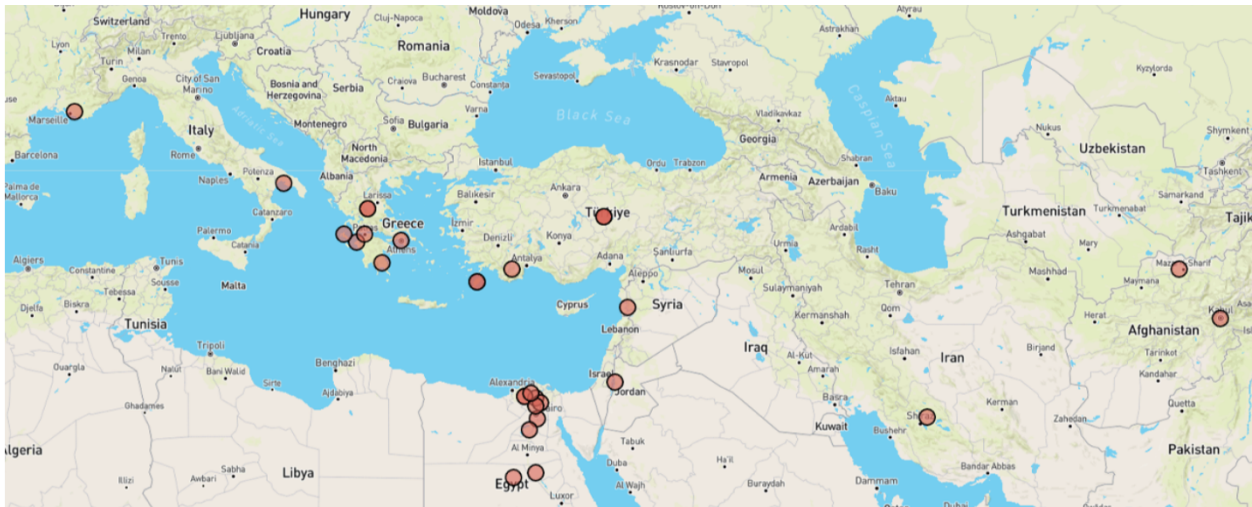 Switzerland
Hungary
Cluj-Napoca
Moldova
Odesa
Kherson
Atyrau
Astrakhan
Lyon
Trento
Ljubljana
Croatia
Romania
Milan
Turin
Genoa
City of San
Marino
Bosnia and
Herzegovina
Serbia
Craiova
Bucharest
Constanta
Sevastopol
Krasnodar
Stavropol
Kyzylorda
Aktau
Marseille
Adriatic Sea
Italy
Montenegro
Sofia
Bulgaria
Varna
Black Sea
Vladikavkaz
Caspian Sea
Nukus
Shymkent
Barcelona
Rome
North
Macedonia
Georgia
Uzbekistan
Tashkent
Naples
Potenza
Albania
Istanbul
Ordu
Trabzon
Shabran
Armenia
Azerbaijan
Baku
Samarkand
Palma de
Mallorca
Larissa
Balıkesir
Ankara
Turkmenistan
Turkmenabat
Tajik
Catanzaro
Greece
Izmir
Türkiye
Palermo
Catania
Athens
Denizli
Konya
Adana
Sanliurfa
Urmia
Ardabil
Rasht
Ashgabat
Mary
Algiers
Constantine
Tunis
Sousse
Antalya
Aleppo
Mosul
Mashhad
Maymana
Djelfa
Biskra
Tebessa
Malta
Cyprus
Syria
Sulaymaniyah
Tehran
Qom
Herat
Kabul
Tunisia
Tripoli
Benghazi
Lebanon
Kermanshah
Afghanistan
Ouargla
Nalut
Bani Walid
Sirte
Ajdabiya
Alexandria
Israel
Jordan
Iraq
Al-Kut
Amarah
Isfahan
Iran
Birjand
Tarinkot
Kandahar
Ghadames
Cairo
Basra
Kerman
Zahedan
Quetta
Algeria
Al Minya
Tabuk
Kuwait
Bushehr
Shiraz
Pakistan
Illizi
Awbari
Sabha
Libya
Egypt
Luxor
Duba
Al Wajh
Ha'il
Buraydah
Dammam
Bandar Abbas